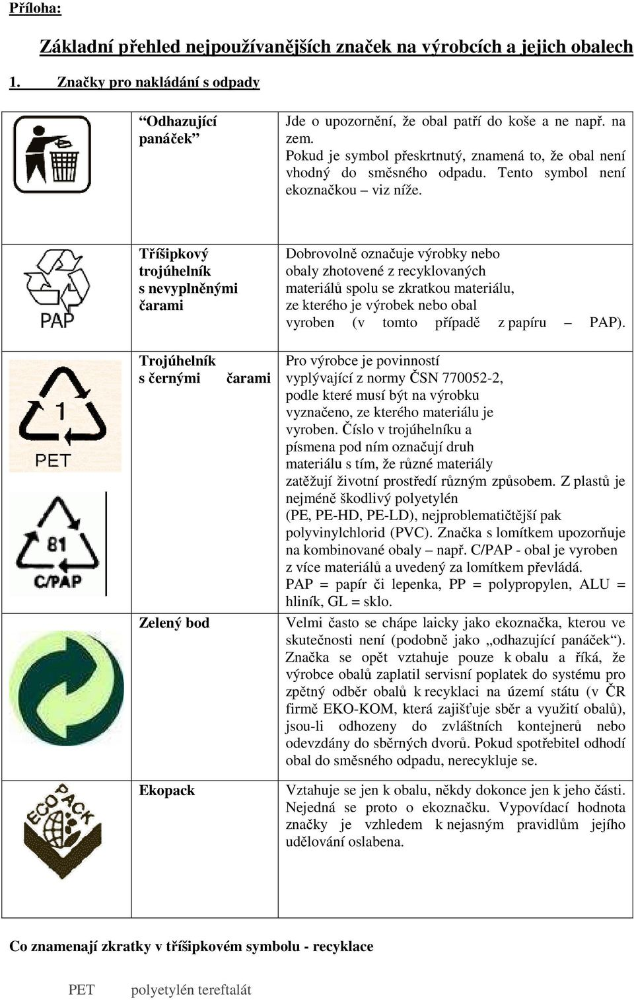 Příloha:
Základní přehled nejpoužívanějších značek na výrobcích a jejich obalech
1. Značky pro nakládání s odpady
“Odhazující
panáček”
Jde o upozornění, že obal patří do koše a ne např. na
zem.
Pokud je symbol přeskrtnutý, znamená to, že obal není
vhodný do směsného odpadu. Tento symbol není
ekoznačkou – viz níže.
PAP
Tříšipkový
trojúhelník
s nevyplněnými
čarami
Dobrovolně označuje výrobky nebo
obaly zhotovené z recyklovaných
materiálů spolu se zkratkou materiálu,
ze kterého je výrobek nebo obal
vyroben (v tomto případě z papíru – PAP).
1
PET
81
C/PAP
Trojúhelník
s černými čarami
Pro výrobce je povinností
vyplývající z normy ČSN 770052-2,
podle které musí být na výrobku
vyznačeno, ze kterého materiálu je
vyroben. Číslo v trojúhelníku a
písmena pod ním označují druh
materiálu s tím, že různé materiály
zatěžují životní prostředí různým způsobem. Z plastů je
nejméně škodlivý polyetylén
(PE, PE-HD, PE-LD), nejproblematičtější pak
polyvinylchlorid (PVC). Značka s lomítkem upozorňuje
na kombinované obaly – např. C/PAP - obal je vyroben
z více materiálů a uvedený za lomítkem převládá.
PAP = papír či lepenka, PP = polypropylen, ALU =
hliník, GL = sklo.
Zelený bod
Velmi často se chápe laicky jako ekoznačka, kterou ve
skutečnosti není (podobně jako „odhazující panáček“).
Značka se opět vztahuje pouze k obalu a říká, že
výrobce obalů zaplatil servisní poplatek do systému pro
zpětný odběr obalů k recyklaci na území státu (v ČR
firmě EKO-KOM, která zajišťuje sběr a využití obalů),
jsou-li odhozeny do zvláštních kontejnerů nebo
odevzdány do sběrných dvorů. Pokud spotřebitel odhodí
obal do směsného odpadu, nerecykluje se.
ECO PACK
Ekopack
Vztahuje se jen k obalu, někdy dokonce jen k jeho části.
Nejedná se proto o ekoznačku. Vypovídací hodnota
značky je vzhledem k nejasným pravidlům jejího
udělování oslabena.
Co znamenají zkratky v tříšipkovém symbolu - recyklace
PET polyetylén tereftalát